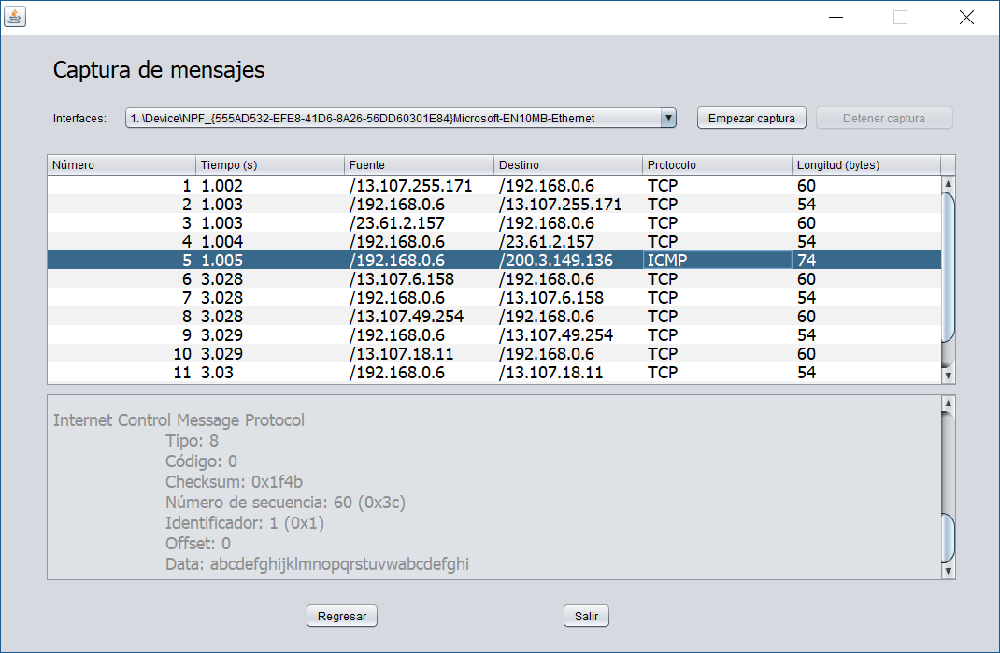 Captura de mensajes
Interfaces: 1. \Device\NPF_{555AD532-EFE8-41D6-8A26-56DD60301E84}Microsoft-EN10MB-Ethernet Empezar captura Detener captura
Número Tiempo (s) Fuente Destino Protocolo Longitud (bytes)
1 1.002 /13.107.255.171 /192.168.0.6 TCP 60
2 1.003 /192.168.0.6 /13.107.255.171 TCP 54
3 1.003 /23.61.2.157 /192.168.0.6 TCP 60
4 1.004 /192.168.0.6 /23.61.2.157 TCP 54
5 1.005 /192.168.0.6 /200.3.149.136 ICMP 74
6 3.028 /13.107.6.158 /192.168.0.6 TCP 60
7 3.028 /192.168.0.6 /13.107.6.158 TCP 54
8 3.028 /13.107.49.254 /192.168.0.6 TCP 60
9 3.029 /192.168.0.6 /13.107.49.254 TCP 54
10 3.029 /13.107.18.11 /192.168.0.6 TCP 60
11 3.03 /192.168.0.6 /13.107.18.11 TCP 54
Internet Control Message Protocol
Tipo: 8
Código: 0
Checksum: 0x1f4b
Número de secuencia: 60 (0x3c)
Identificador: 1 (0x1)
Offset: 0
Data: abcdefghijklmnopqrstuvwabcdefghi
Regresar Salir